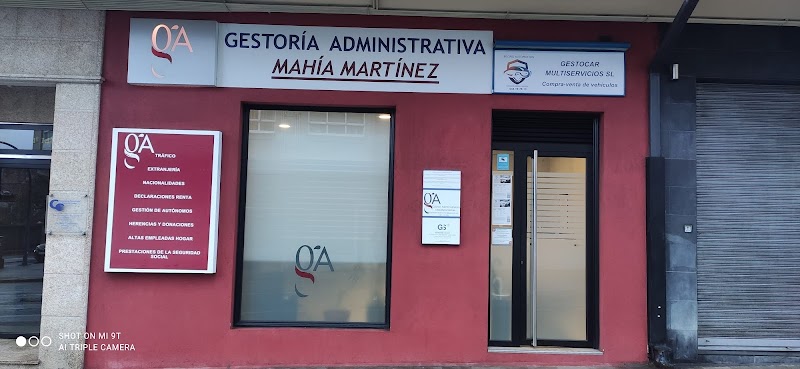 gA
GESTORÍA ADMINISTRATIVA
MAHÍA MARTÍNEZ
GESTOCAR
MULTISERVICIOS SL
Compra-venta de vehículos
gA
TRÁFICO
EXTRANJERÍA
NACIONALIDADES
DECLARACIONES RENTA
GESTIÓN DE AUTÓNOMOS
HERENCIAS Y DONACIONES
ALTAS EMPLEADAS HOGAR
PRESTACIONES DE LA SEGURIDAD
SOCIAL
gA
gA
SHOT ON MI 9T
AI TRIPLE CAMERA